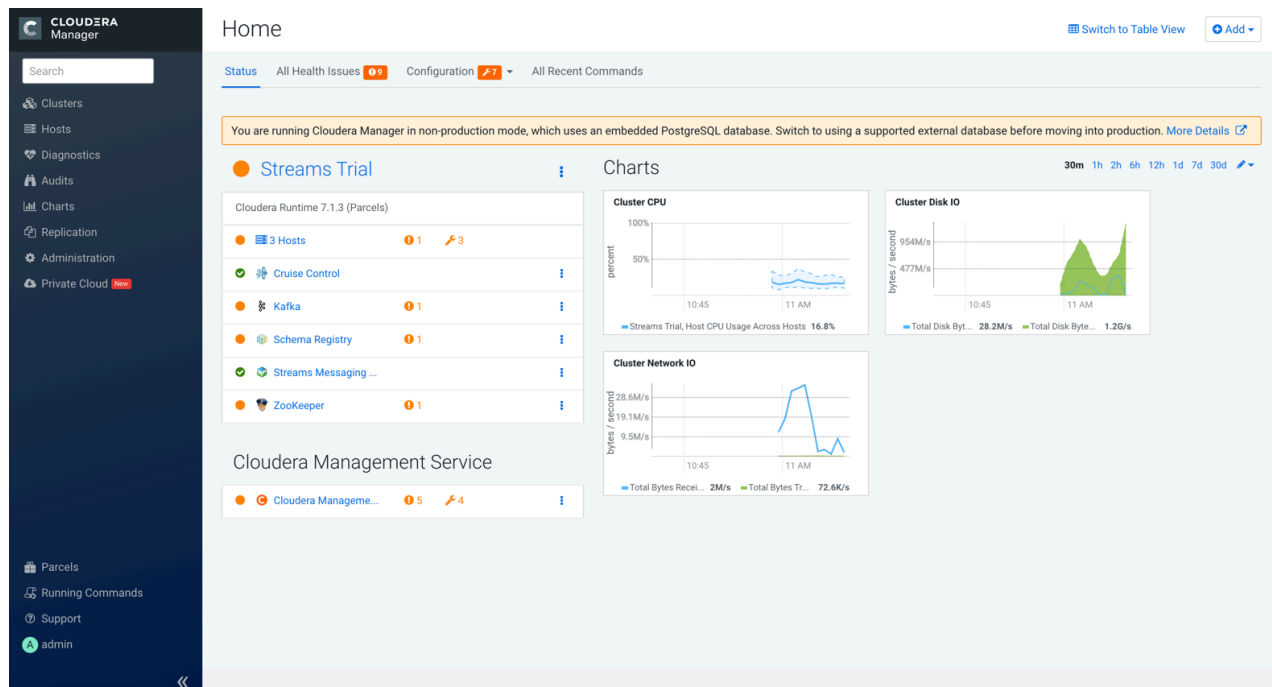 CLOUDERA
Manager
Search
Clusters
Hosts
Diagnostics
Audits
Charts
Replication
Administration
Private Cloud New
Parcels
Running Commands
Support
A admin
Home
Switch to Table View
Add
Status All Health Issues 9 Configuration 7 All Recent Commands
You are running Cloudera Manager in non-production mode, which uses an embedded PostgreSQL database. Switch to using a supported external database before moving into production. More Details
Streams Trial
Cloudera Runtime 7.1.3 (Parcels)
3 Hosts 1 3
Cruise Control
Kafka 1
Schema Registry 1
Streams Messaging ...
ZooKeeper 1
Cloudera Management Service
Cloudera Manageme... 5 4
Charts
30m 1h 2h 6h 12h 1d 7d 30d
Cluster CPU
percent
100%
50%
10:45 11 AM
Streams Trial, Host CPU Usage Across Hosts 16.8%
Cluster Disk IO
bytes / second
954M/s
477M/s
10:45 11 AM
Total Disk Byt... 28.2M/s Total Disk Byte... 1.2G/s
Cluster Network IO
bytes / second
28.6M/s
19.1M/s
9.5M/s
10:45 11 AM
Total Bytes Recei... 2M/s Total Bytes Tr... 72.6K/s